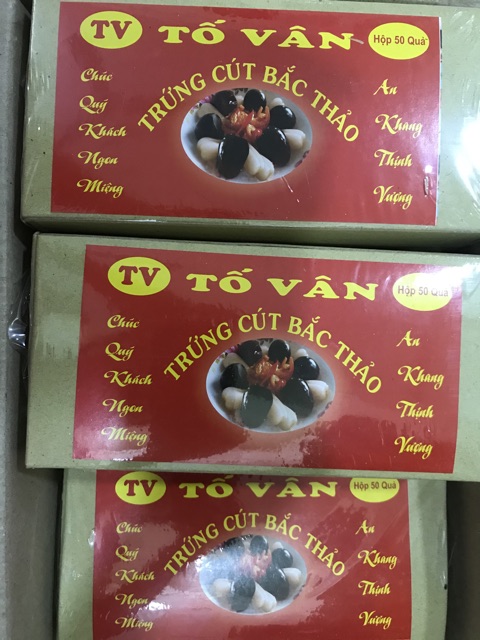 TV TỐ VÂN Hộp 50 Quả
TRỨNG CÚT BẮC THẢO
Chúc
Quý
Khách
Ngon
Miệng
An
Khang
Thịnh
Vượng
TV TỐ VÂN Hộp 50 Quả
TRỨNG CÚT BẮC THẢO
Chúc
Quý
Khách
Ngon
Miệng
An
Khang
Thịnh
Vượng
TV TỐ VÂN Hộp 50 Quả
TRỨNG CÚT BẮC THẢO
Chúc
Quý
Khách
Ngon
Miệng
An
Khang
Thịnh
Vượng